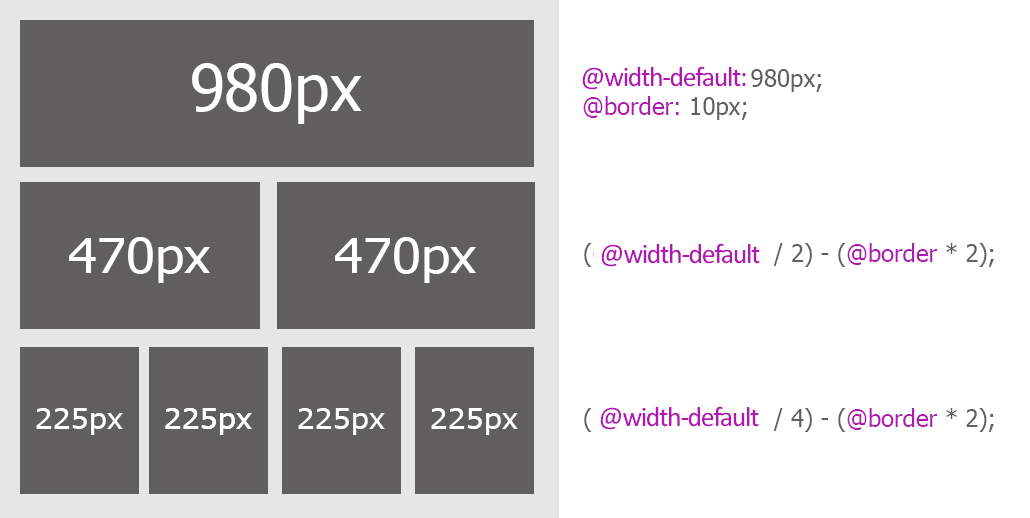 980px
@width-default: 980px;
@border: 10px;
470px 470px
( @width-default / 2) - (@border * 2);
225px 225px 225px 225px
( @width-default / 4) - (@border * 2);